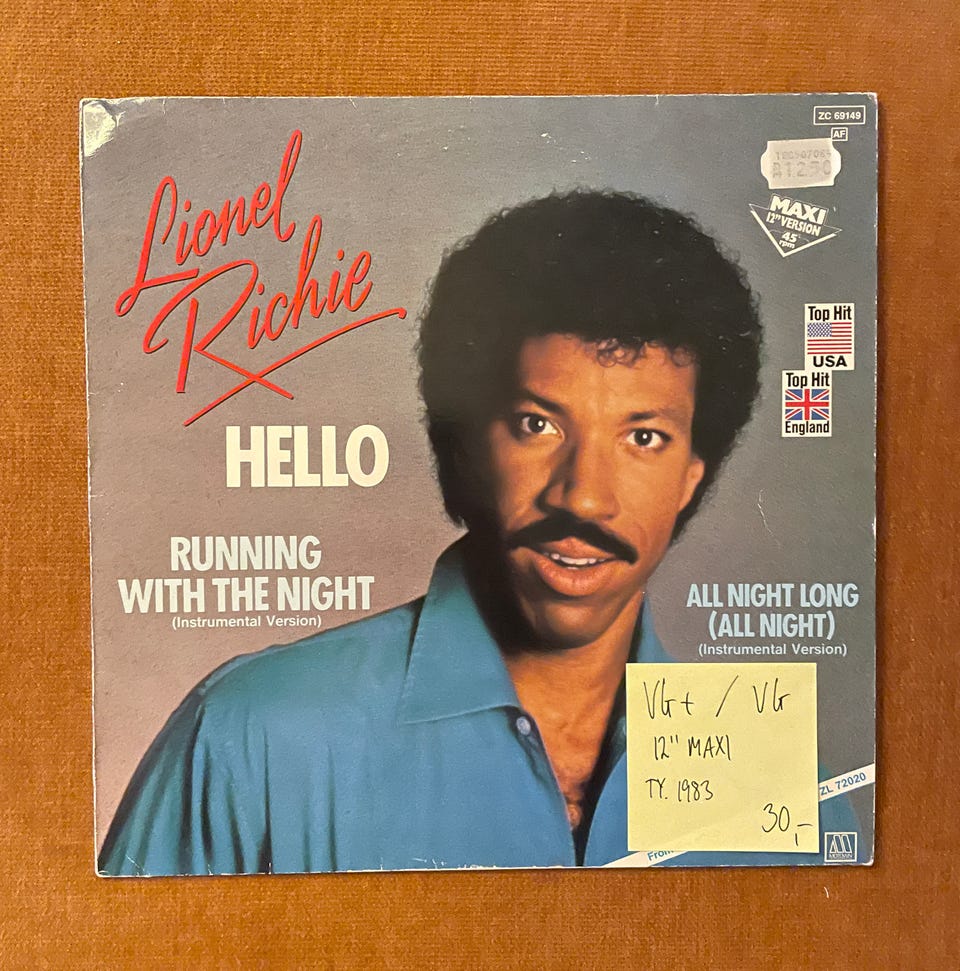 ZC 69149
AF
MAXI
12" VERSION
45
rpm
Lionel
Richie
Top Hit
USA
Top Hit
England
HELLO
RUNNING
WITH THE NIGHT
(Instrumental Version)
ALL NIGHT LONG
(ALL NIGHT)
(Instrumental Version)
VG+ / VG
12" MAXI
TY. 1983
30,-
ZL 72020
From
MOTOWN